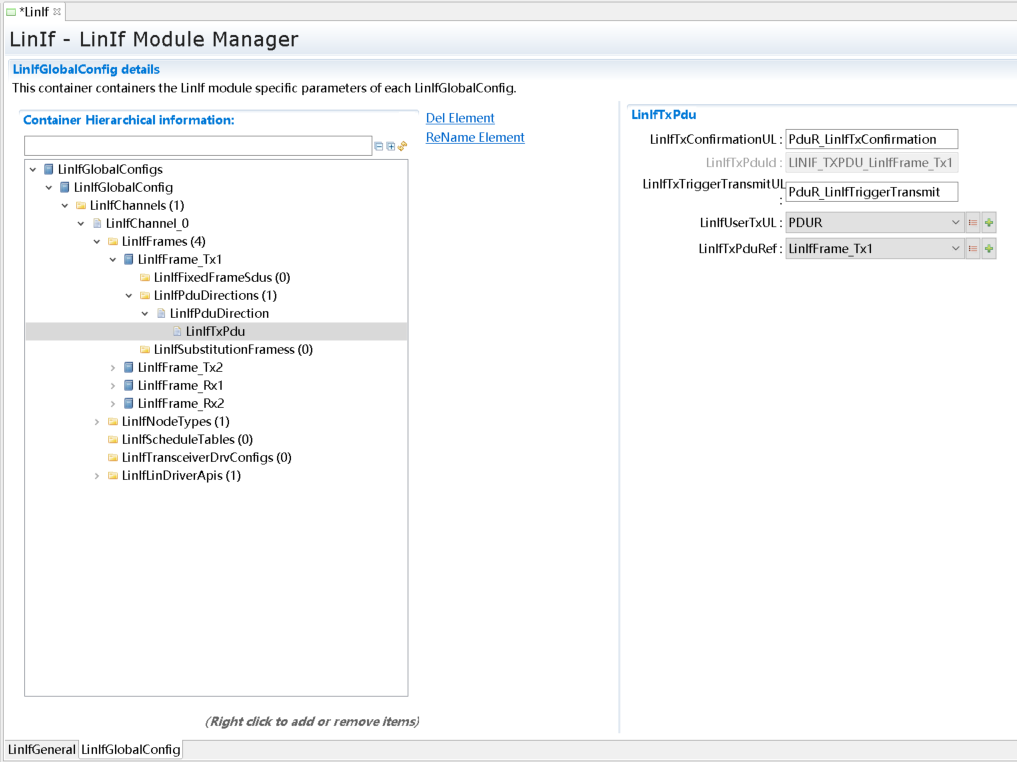 *LinIf
LinIf - LinIf Module Manager
LinIfGlobalConfig details
This container containers the LinIf module specific parameters of each LinIfGlobalConfig.
Container Hierarchical information:
Del Element
ReName Element
LinIfGlobalConfigs
LinIfGlobalConfig
LinIfChannels (1)
LinIfChannel_0
LinIfFrames (4)
LinIfFrame_Tx1
LinIfFixedFrameSdus (0)
LinIfPduDirections (1)
LinIfPduDirection
LinIfTxPdu
LinIfSubstitutionFramess (0)
LinIfFrame_Tx2
LinIfFrame_Rx1
LinIfFrame_Rx2
LinIfNodeTypes (1)
LinIfScheduleTables (0)
LinIfTransceiverDrvConfigs (0)
LinIfLinDriverApis (1)
(Right click to add or remove items)
LinIfTxPdu
LinIfTxConfirmationUL : PduR_LinIfTxConfirmation
LinIfTxPduId : LINIF_TXPDU_LinIfFrame_Tx1
LinIfTxTriggerTransmitUL : PduR_LinIfTriggerTransmit
LinIfUserTxUL : PDUR
LinIfTxPduRef : LinIfFrame_Tx1
LinIfGeneral LinIfGlobalConfig